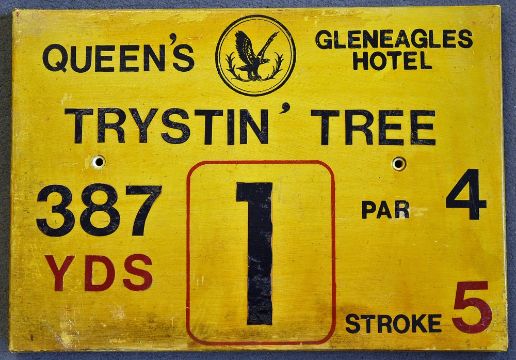 QUEEN'S
GLENEAGLES
HOTEL
TRYSTIN' TREE
387
YDS
1
PAR 4
STROKE 5